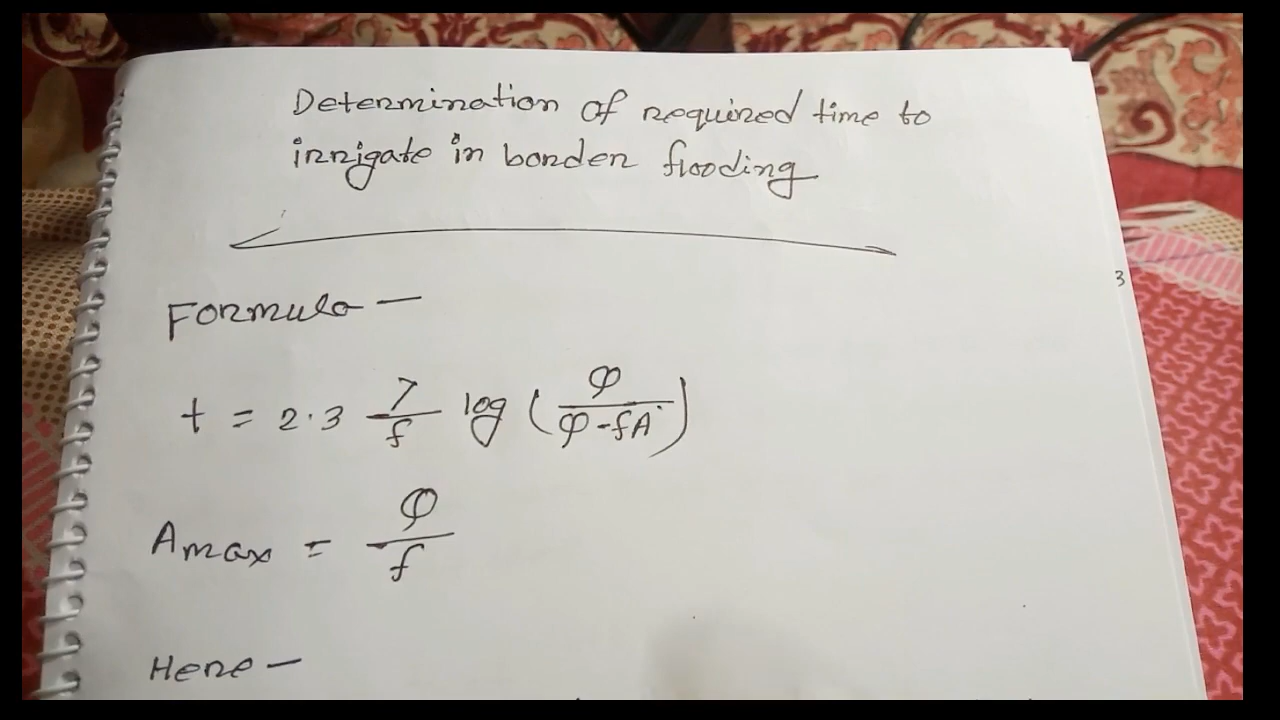 Determination of required time to
irrigate in border flooding
3
Formula —
t = 2.3 y/f log (Q/(Q-fA))
Amax = Q/f
Here —